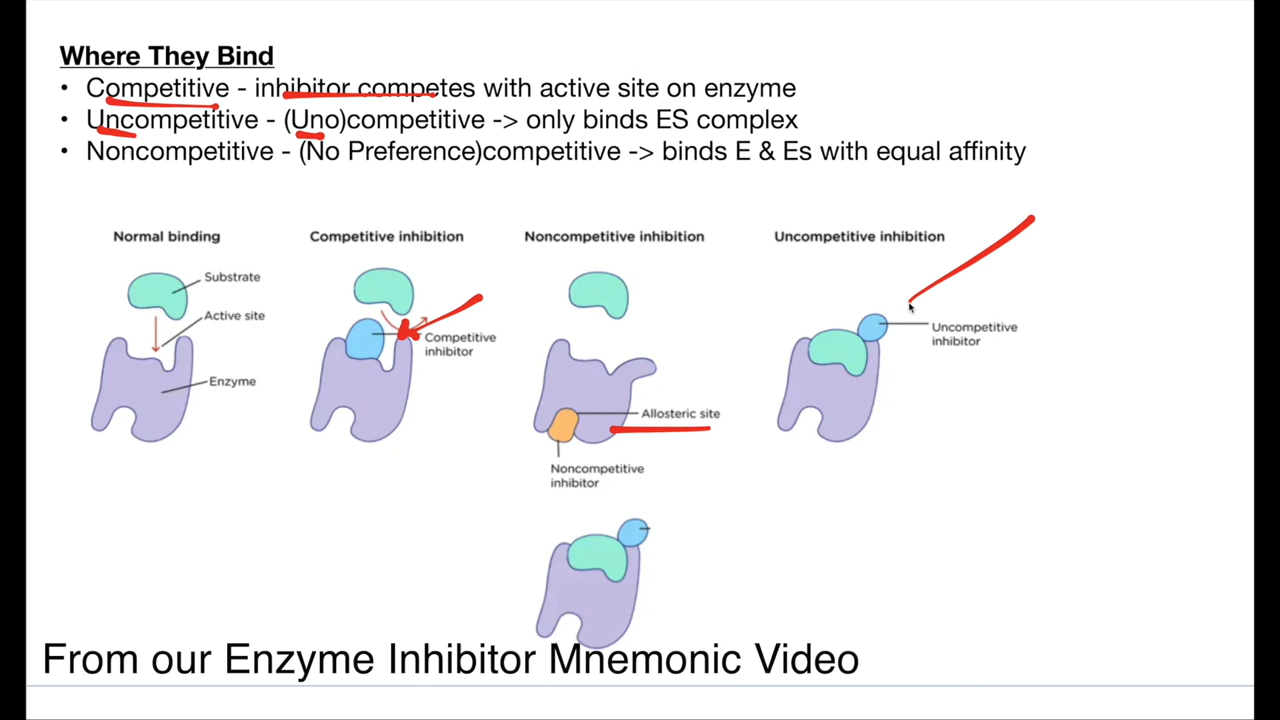 Where They Bind
• Competitive - inhibitor competes with active site on enzyme
• Uncompetitive - (Uno)competitive -> only binds ES complex
• Noncompetitive - (No Preference)competitive -> binds E & Es with equal affinity
Normal binding
Substrate
Active site
Enzyme
Competitive inhibition
Competitive
inhibitor
Noncompetitive inhibition
Allosteric site
Noncompetitive
inhibitor
Uncompetitive inhibition
Uncompetitive
inhibitor
From our Enzyme Inhibitor Mnemonic Video